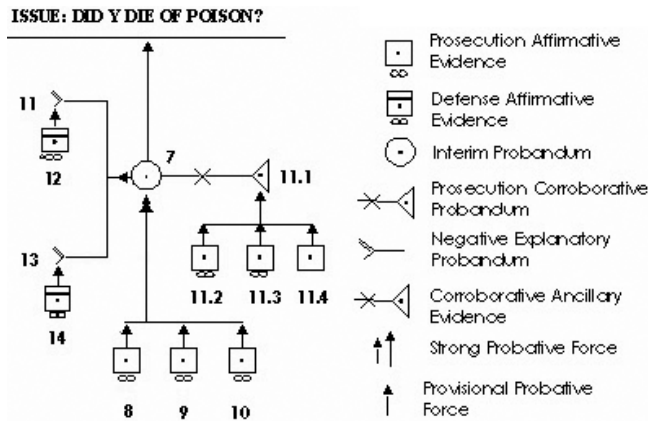 ISSUE: DID Y DIE OF POISON?
11
12
7
11.1
13
14
11.2 11.3 11.4
8 9 10
Prosecution Affirmative
Evidence
Defense Affirmative
Evidence
Interim Probandum
Prosecution Corroborative
Probandum
Negative Explanatory
Probandum
Corroborative Ancillary
Evidence
Strong Probative Force
Provisional Probative
Force